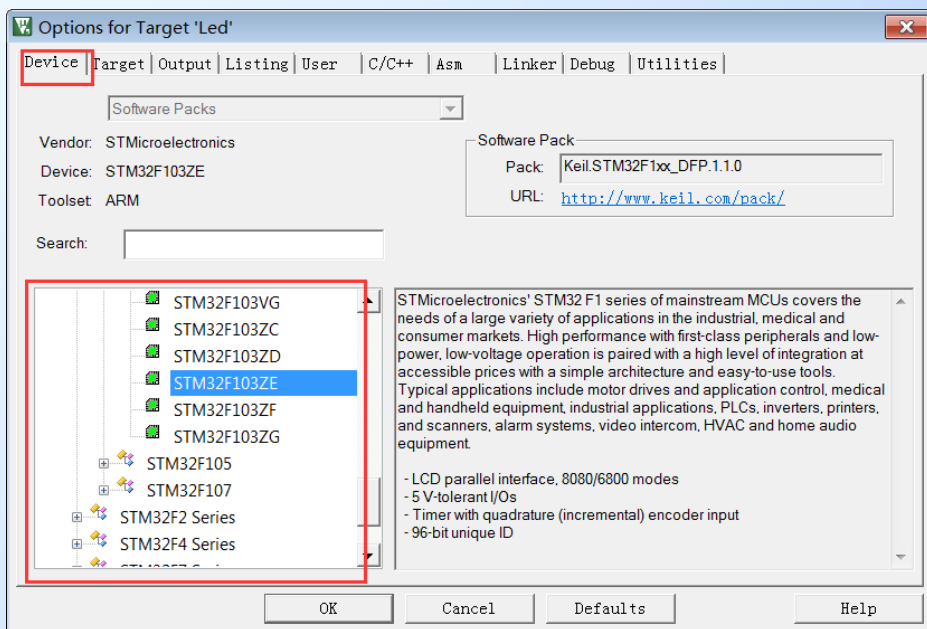 Options for Target 'Led'
Device Target Output Listing User C/C++ Asm Linker Debug Utilities
Software Packs
Vendor: STMicroelectronics
Device: STM32F103ZE
Toolset: ARM
Software Pack
Pack: Keil.STM32F1xx_DFP.1.1.0
URL: http://www.keil.com/pack/
Search:
STM32F103VG
STM32F103ZC
STM32F103ZD
STM32F103ZE
STM32F103ZF
STM32F103ZG
STM32F105
STM32F107
STM32F2 Series
STM32F4 Series
STMicroelectronics' STM32 F1 series of mainstream MCUs covers the
needs of a large variety of applications in the industrial, medical and
consumer markets. High performance with first-class peripherals and low-
power, low-voltage operation is paired with a high level of integration at
accessible prices with a simple architecture and easy-to-use tools.
Typical applications include motor drives and application control, medical
and handheld equipment, industrial applications, PLCs, inverters, printers,
and scanners, alarm systems, video intercom, HVAC and home audio
equipment.
- LCD parallel interface, 8080/6800 modes
- 5 V-tolerant I/Os
- Timer with quadrature (incremental) encoder input
- 96-bit unique ID
OK Cancel Defaults Help